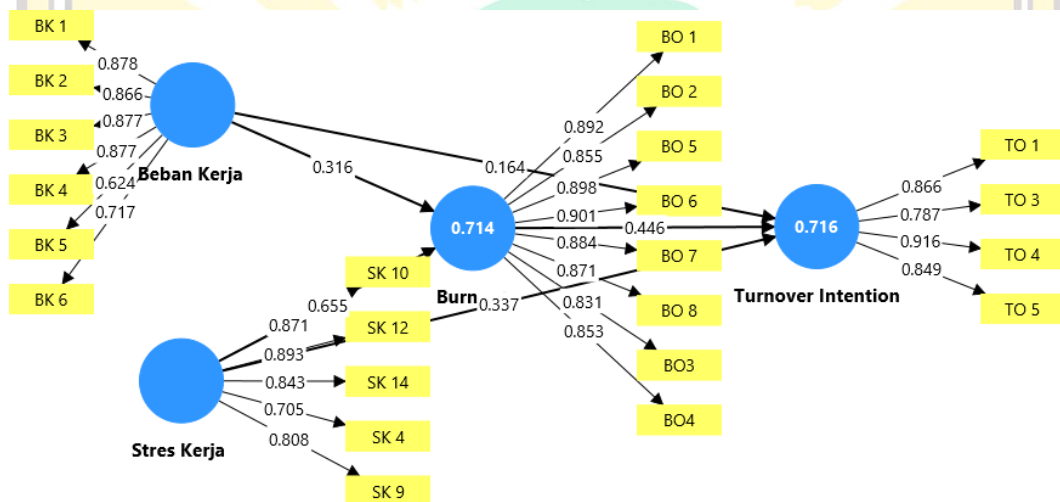 BK 1
BK 2
BK 3
BK 4
BK 5
BK 6
0.878
0.866
0.877
0.877
0.624
0.717
Beban Kerja
0.316
0.164
0.714
Burn
0.446
0.337
SK 10
SK 12
SK 14
SK 4
SK 9
0.655
0.871
0.893
0.843
0.705
0.808
Stres Kerja
BO 1
BO 2
BO 5
BO 6
BO 7
BO 8
BO3
BO4
0.892
0.855
0.898
0.901
0.884
0.871
0.831
0.853
0.716
Turnover Intention
0.866
0.787
0.916
0.849
TO 1
TO 3
TO 4
TO 5